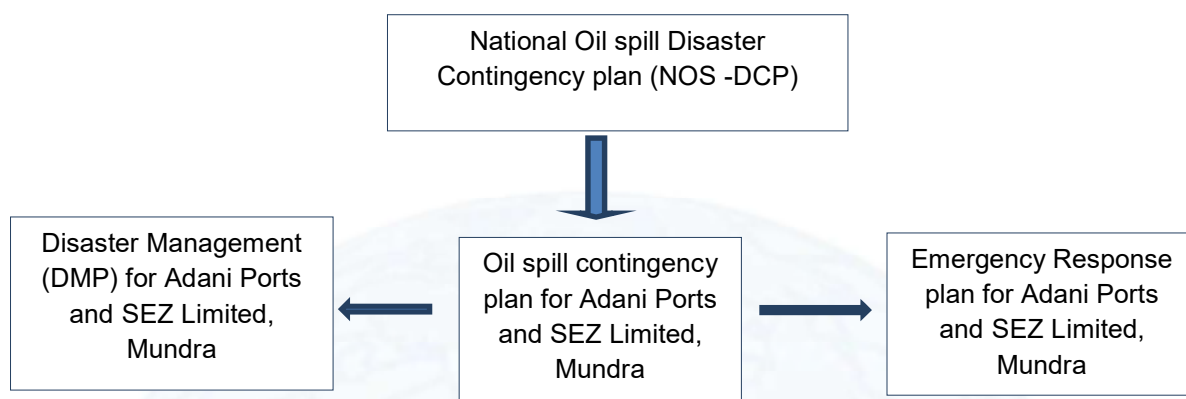 National Oil spill Disaster
Contingency plan (NOS -DCP)
Disaster Management
(DMP) for Adani Ports
and SEZ Limited,
Mundra
Oil spill contingency
plan for Adani Ports
and SEZ Limited,
Mundra
Emergency Response
plan for Adani Ports
and SEZ Limited,
Mundra